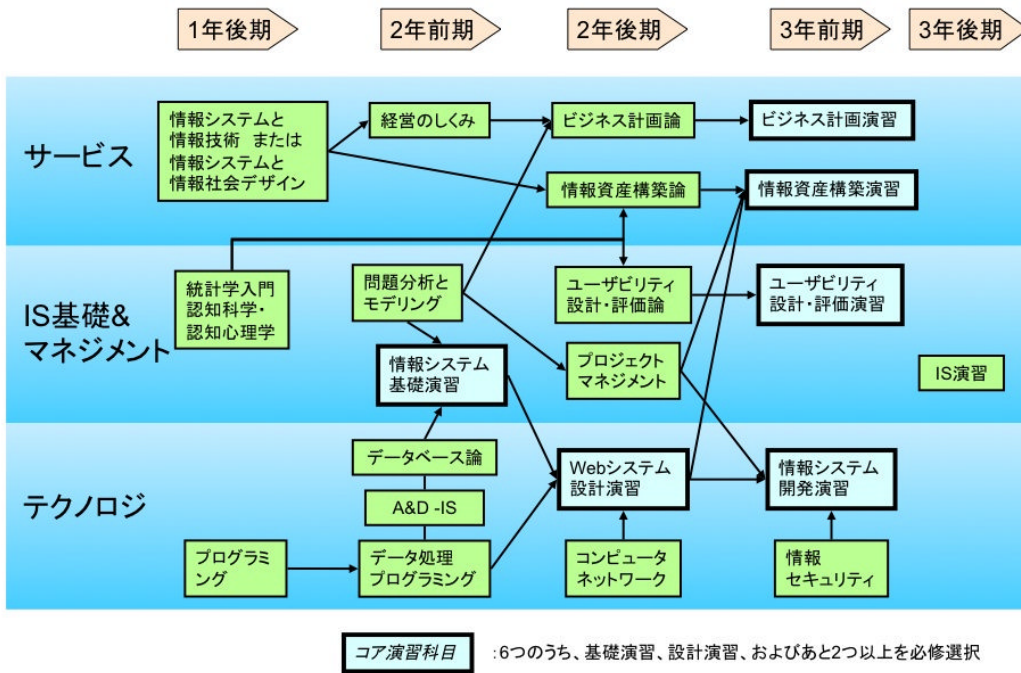 1年後期
2年前期
2年後期
3年前期
3年後期
サービス
情報システムと
情報技術 または
情報システムと
情報社会デザイン
経営のしくみ
ビジネス計画論
ビジネス計画演習
情報資産構築論
情報資産構築演習
IS基礎&
マネジメント
統計学入門
認知科学・
認知心理学
問題分析と
モデリング
ユーザビリティ
設計・評価論
ユーザビリティ
設計・評価演習
情報システム
基礎演習
プロジェクト
マネジメント
IS演習
テクノロジ
データベース論
A&D -IS
Webシステム
設計演習
情報システム
開発演習
プログラミ
ング
データ処理
プログラミング
コンピュータ
ネットワーク
情報
セキュリティ
コア演習科目
:6つのうち、基礎演習、設計演習、およびあと2つ以上を必修選択